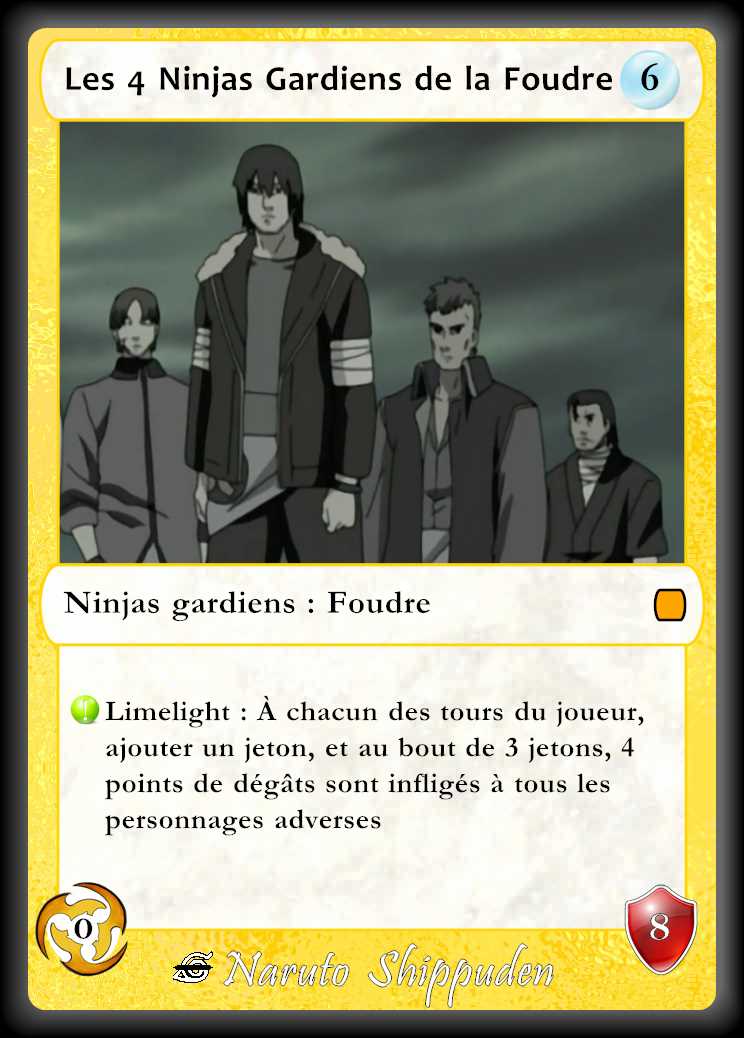 Les 4 Ninjas Gardiens de la Foudre 6
Ninjas gardiens : Foudre
Limelight : À chacun des tours du joueur,
ajouter un jeton, et au bout de 3 jetons, 4
points de dégâts sont infligés à tous les
personnages adverses
0
8
Naruto Shippuden